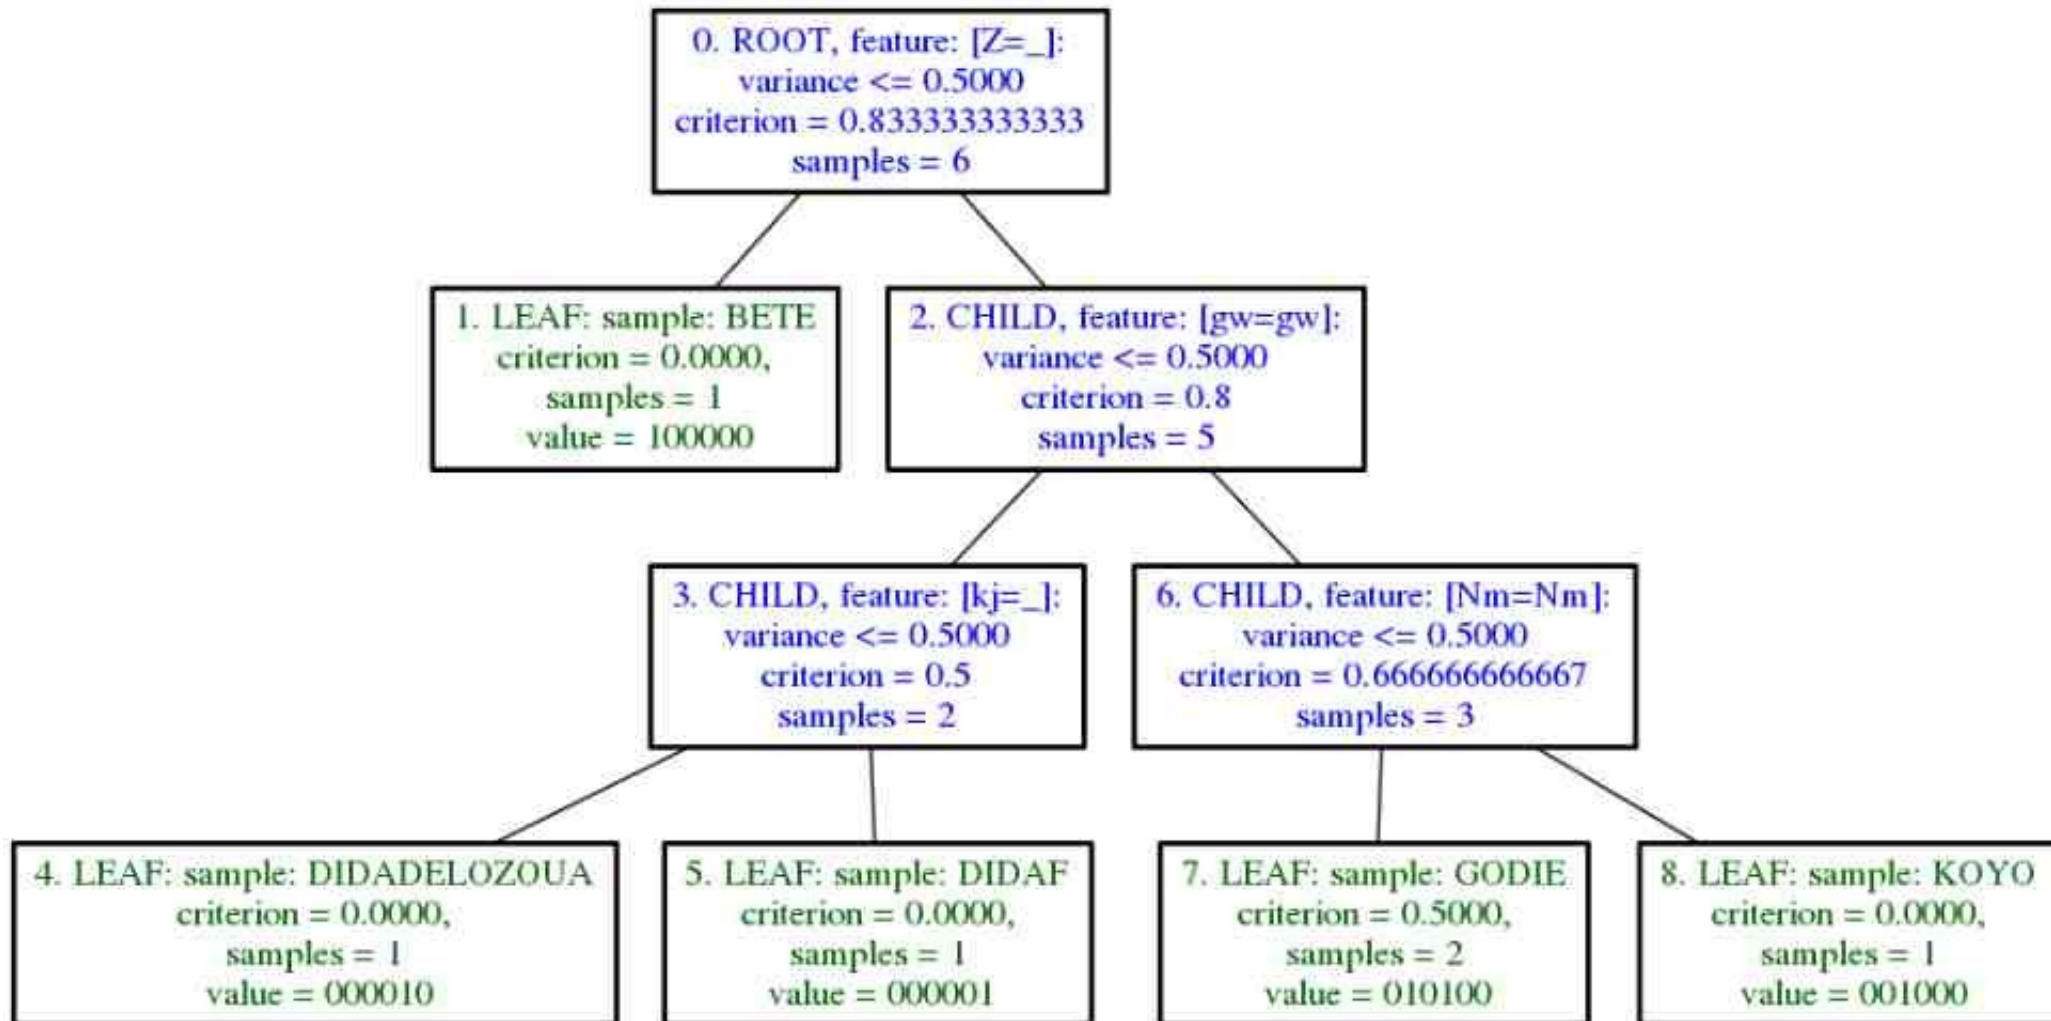 0. ROOT, feature: [Z=_]:
variance <= 0.5000
criterion = 0.833333333333
samples = 6
1. LEAF: sample: BETE
criterion = 0.0000,
samples = 1
value = 100000
2. CHILD, feature: [gw=gw]:
variance <= 0.5000
criterion = 0.8
samples = 5
3. CHILD, feature: [kj=_]:
variance <= 0.5000
criterion = 0.5
samples = 2
6. CHILD, feature: [Nm=Nm]:
variance <= 0.5000
criterion = 0.666666666667
samples = 3
4. LEAF: sample: DIDADELOZOUA
criterion = 0.0000,
samples = 1
value = 000010
5. LEAF: sample: DIDAF
criterion = 0.0000,
samples = 1
value = 000001
7. LEAF: sample: GODIE
criterion = 0.5000,
samples = 2
value = 010100
8. LEAF: sample: KOYO
criterion = 0.0000,
samples = 1
value = 001000